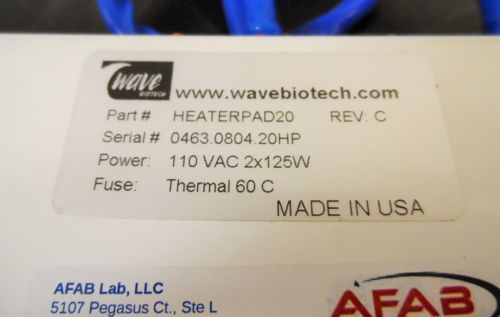 wave
BIOTECH
www.wavebiotech.com
Part # HEATERPAD20 REV: C
Serial # 0463.0804.20HP
Power: 110 VAC 2x125W
Fuse: Thermal 60 C
MADE IN USA
AFAB Lab, LLC
5107 Pegasus Ct., Ste L
AFAB